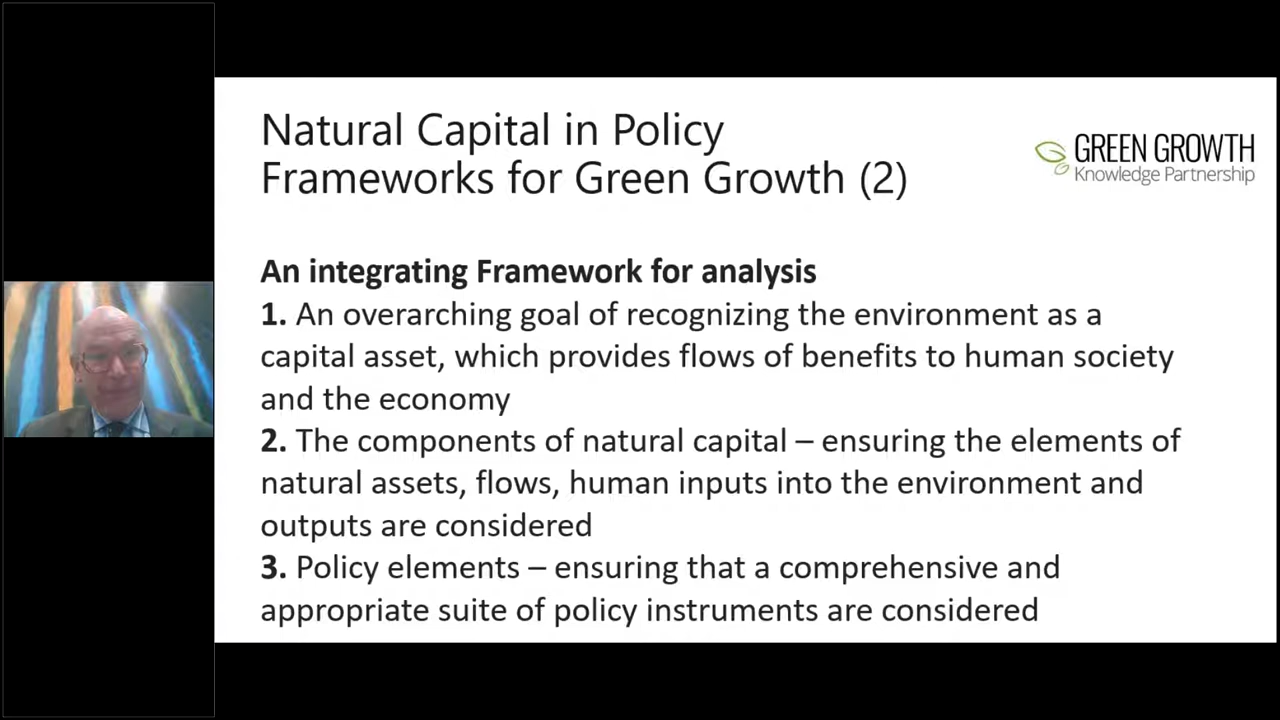 Natural Capital in Policy
Frameworks for Green Growth (2)
GREEN GROWTH
Knowledge Partnership
An integrating Framework for analysis
1. An overarching goal of recognizing the environment as a
capital asset, which provides flows of benefits to human society
and the economy
2. The components of natural capital – ensuring the elements of
natural assets, flows, human inputs into the environment and
outputs are considered
3. Policy elements – ensuring that a comprehensive and
appropriate suite of policy instruments are considered